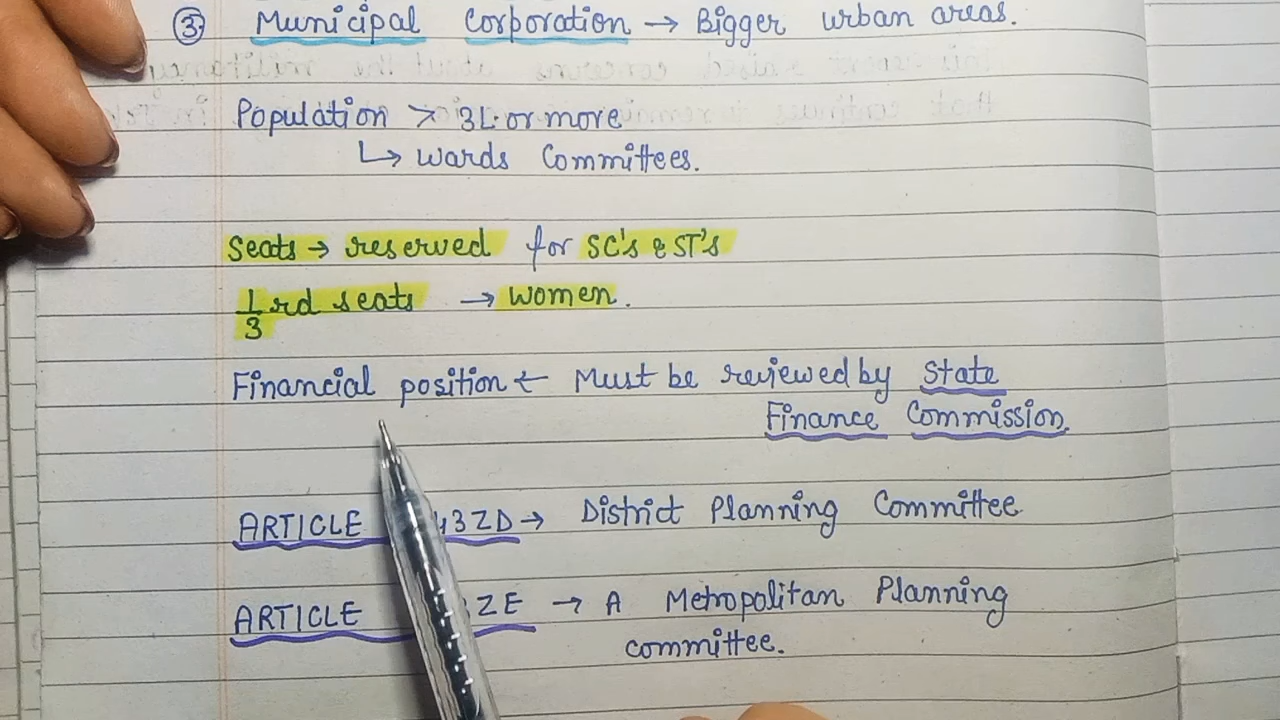 ③. Municipal Corporation → Bigger urban areas.
Population > 3L. or more
↳ wards Committees.
Seats → reserved for SC's & ST'S
1/3 rd seats → women.
Financial position ← Must be reviewed by State
Finance Commission.
ARTICLE 43ZD → District Planning Committee
ARTICLE ZE → A Metropolitan Planning
committee.